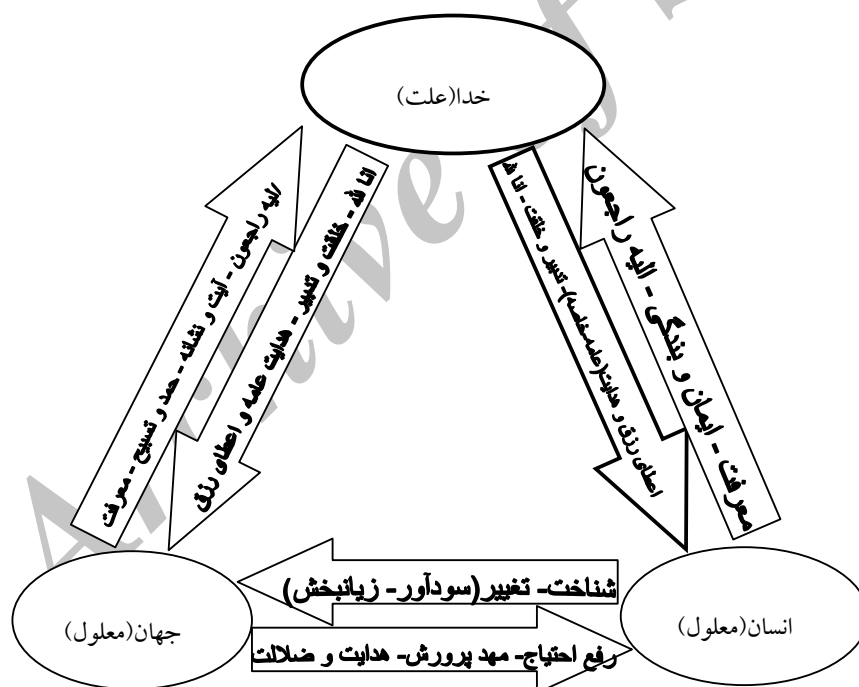 خدا(علت)
الیه راجعون - آیت و نشانه - حمد و تسبیح - معرفت
انا لله - خلقت و تدبیر - هدایت عامه و اعطای رزق
اعطای رزق و هدایت(عامه-خاصه)- تدبیر و خلقت - انا لله
معرفت - ایمان و بندگی - الیه راجعون
شناخت- تغییر(سودآور- زیانبخش)
رفع احتیاج- مهد پرورش- هدایت و ضلالت
جهان(معلول)
انسان(معلول)
Archive of